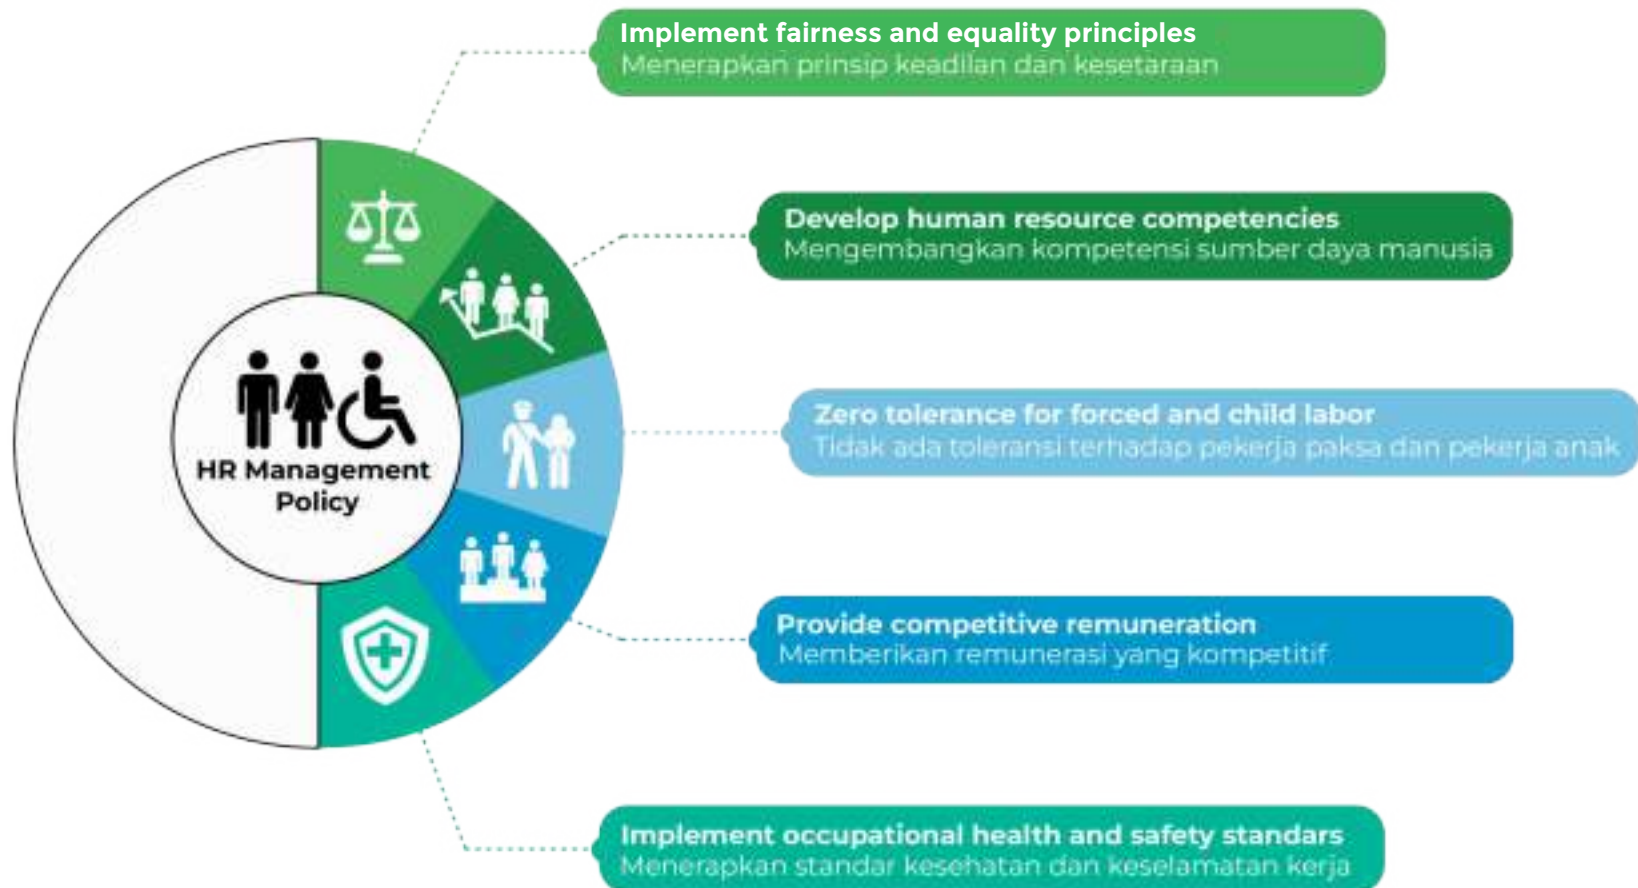 Implement fairness and equality principles
Menerapkan prinsip keadilan dan kesetaraan
Develop human resource competencies
Mengembangkan kompetensi sumber daya manusia
HR Management
Policy
Zero tolerance for forced and child labor
Tidak ada toleransi terhadap pekerja paksa dan pekerja anak
Provide competitive remuneration
Memberikan remunerasi yang kompetitif
Implement occupational health and safety standars
Menerapkan standar kesehatan dan keselamatan kerja